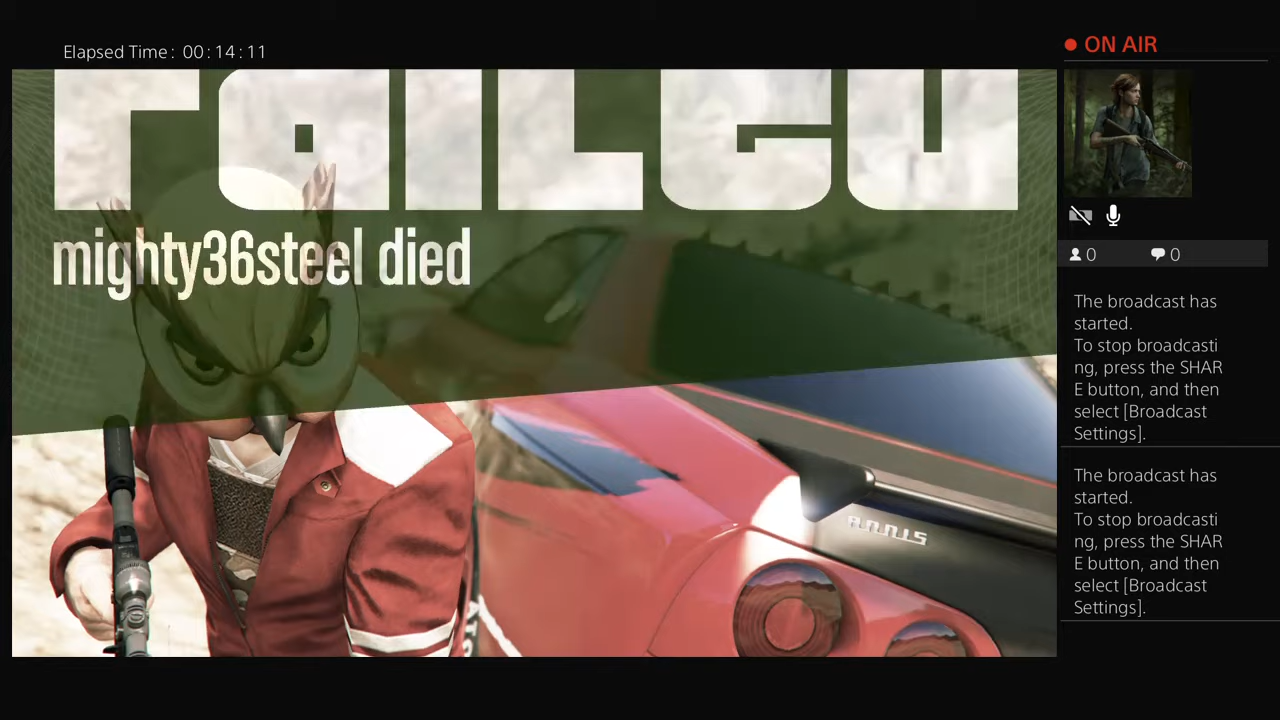 Elapsed Time: 00:14:11
ON AIR
FAILED
mighty36steel died
0 0
The broadcast has
started.
To stop broadcasti
ng, press the SHAR
E button, and then
select [Broadcast
Settings].
The broadcast has
started.
To stop broadcasti
ng, press the SHAR
E button, and then
select [Broadcast
Settings].
ANNIS